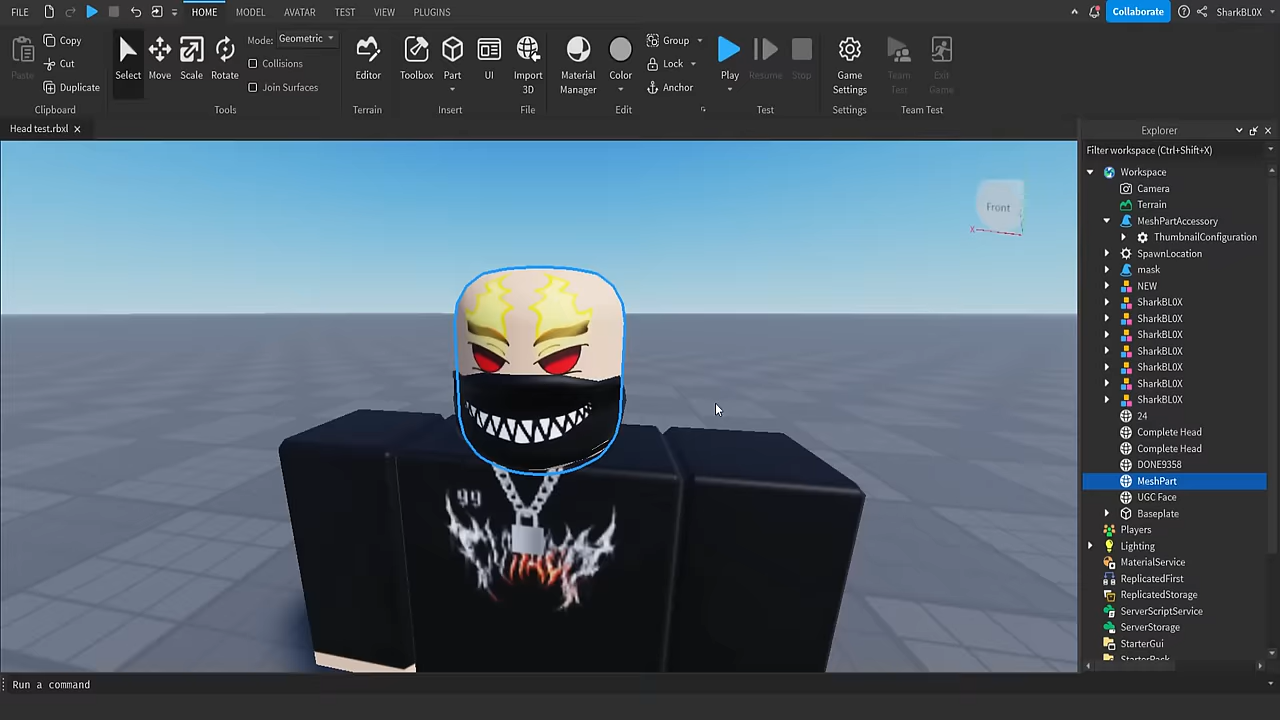 FILE HOME MODEL AVATAR TEST VIEW PLUGINS Collaborate SharkBL0X
Paste Copy Cut Duplicate Clipboard
Select Move Scale Rotate Mode: Geometric Collisions Join Surfaces Tools
Editor Terrain
Toolbox Part UI Insert
Import 3D File
Material Manager Color Group Lock Anchor Edit
Play Resume Stop Test
Game Settings Settings
Team Test Exit Game Team Test
Head test.rbxl
Front
X
99
Explorer
Filter workspace (Ctrl+Shift+X)
Workspace
Camera
Terrain
MeshPartAccessory
ThumbnailConfiguration
SpawnLocation
mask
NEW
SharkBL0X
SharkBL0X
SharkBL0X
SharkBL0X
SharkBL0X
SharkBL0X
SharkBL0X
24
Complete Head
Complete Head
DONE9358
MeshPart
UGC Face
Baseplate
Players
Lighting
MaterialService
ReplicatedFirst
ReplicatedStorage
ServerScriptService
ServerStorage
StarterGui
StarterPack
Run a command